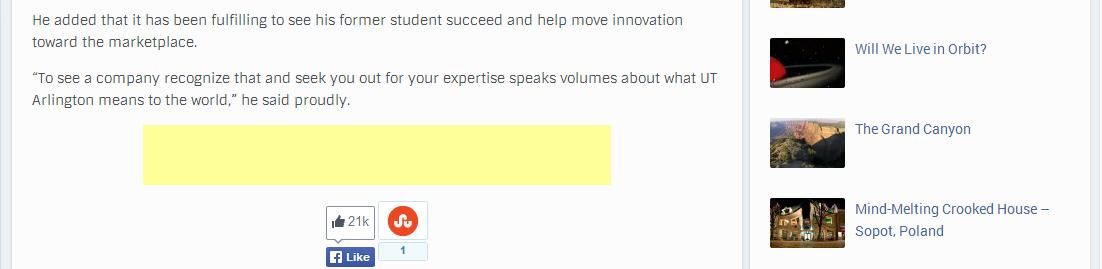 He added that it has been fulfilling to see his former student succeed and help move innovation
toward the marketplace.
“To see a company recognize that and seek you out for your expertise speaks volumes about what UT
Arlington means to the world,” he said proudly.
21k
Like
1
Will We Live in Orbit?
The Grand Canyon
Mind-Melting Crooked House –
Sopot, Poland